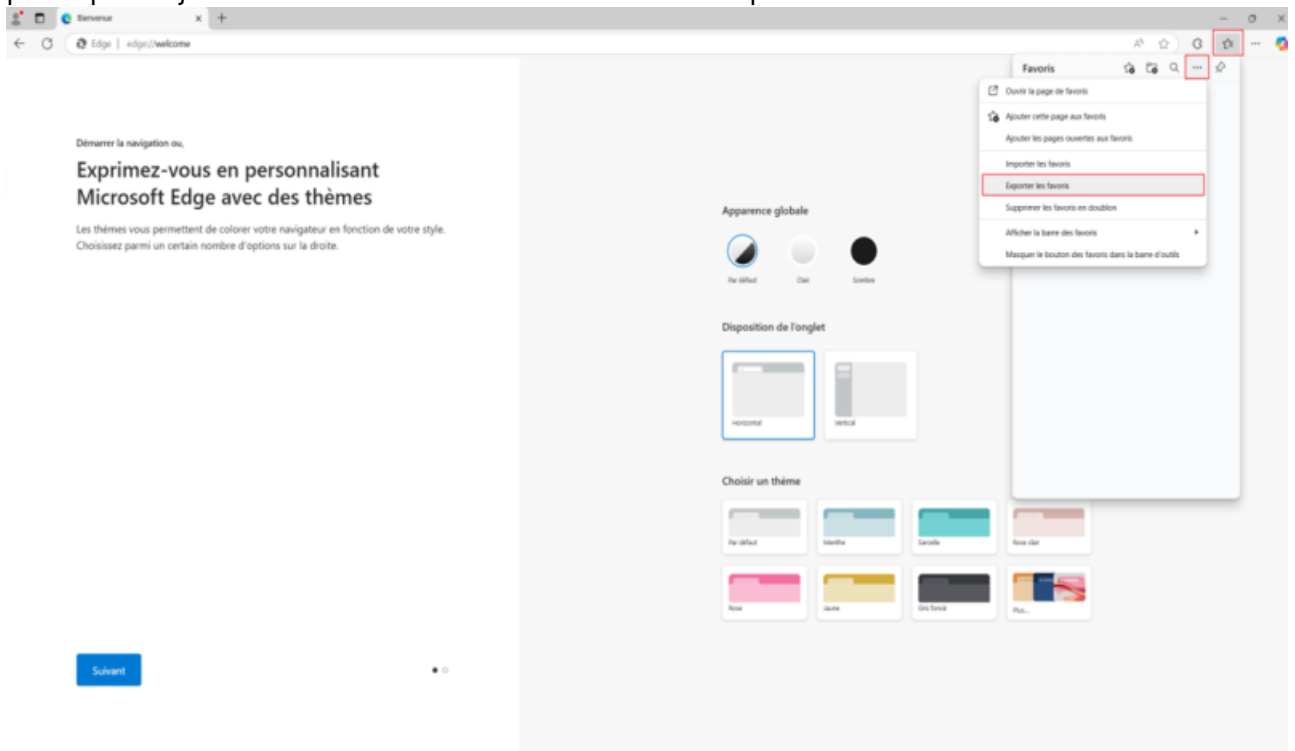 Bienvenue
Edge | edge://welcome
Favoris
Ouvrir la page de favoris
Ajouter cette page aux favoris
Ajouter les pages ouvertes aux favoris
Importer les favoris
Exporter les favoris
Supprimer les favoris en doublon
Afficher la barre des favoris
Masquer le bouton des favoris dans la barre d'outils
Démarrer la navigation ou,
Exprimez-vous en personnalisant
Microsoft Edge avec des thèmes
Les thèmes vous permettent de colorer votre navigateur en fonction de votre style.
Choisissez parmi un certain nombre d'options sur la droite.
Apparence globale
Par défaut
Clair
Sombre
Disposition de l'onglet
Horizontal
Vertical
Choisir un thème
Par défaut
Menthe
Sarcelle
Rose clair
Rose
Jaune
Gris foncé
Plus...
Suivant